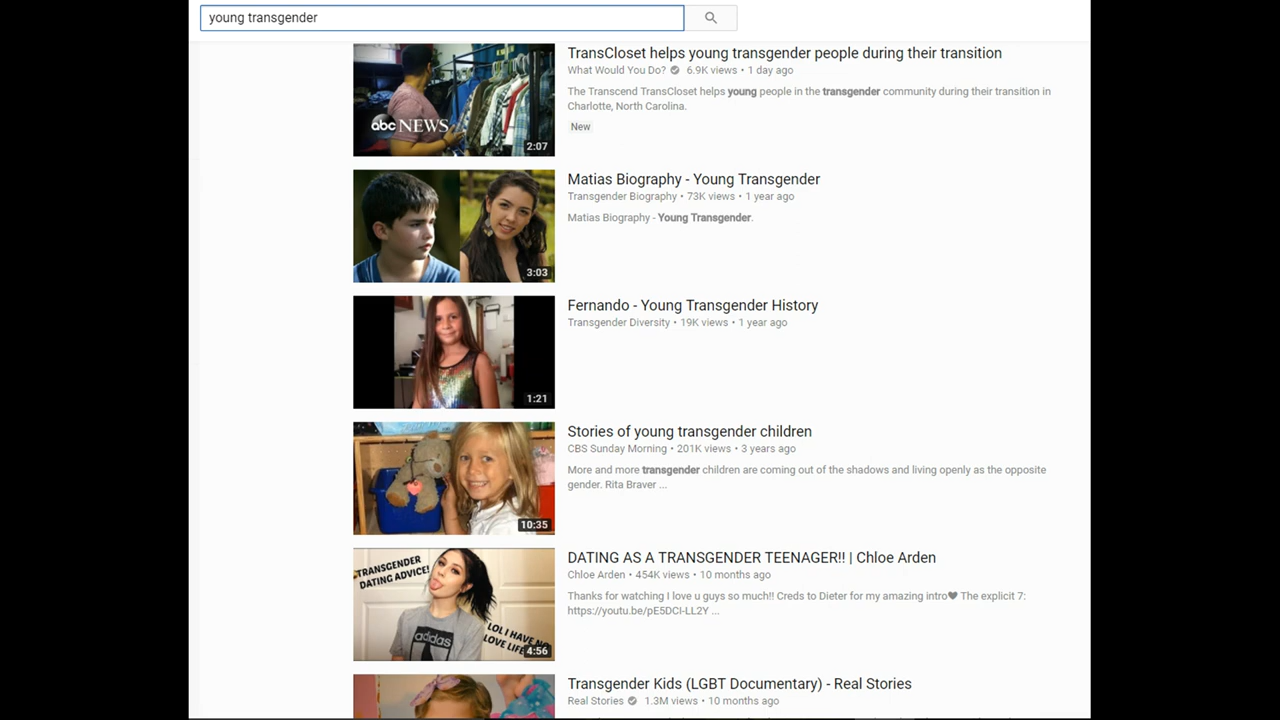 young transgender
TransCloset helps young transgender people during their transition
What Would You Do? 6.9K views • 1 day ago
The Transcend TransCloset helps young people in the transgender community during their transition in
Charlotte, North Carolina.
New
abc NEWS
2:07
Matias Biography - Young Transgender
Transgender Biography • 73K views • 1 year ago
Matias Biography - Young Transgender.
3:03
Fernando - Young Transgender History
Transgender Diversity • 19K views • 1 year ago
1:21
Stories of young transgender children
CBS Sunday Morning • 201K views • 3 years ago
More and more transgender children are coming out of the shadows and living openly as the opposite
gender. Rita Braver ...
10:35
DATING AS A TRANSGENDER TEENAGER!! | Chloe Arden
Chloe Arden • 454K views • 10 months ago
Thanks for watching I love u guys so much!! Creds to Dieter for my amazing intro❤ The explicit 7:
https://youtu.be/pE5DCI-LL2Y ...
TRANSGENDER
DATING ADVICE!
adidas
LOL I HAVE NO
LOVE LIFE
4:56
Transgender Kids (LGBT Documentary) - Real Stories
Real Stories 1.3M views • 10 months ago